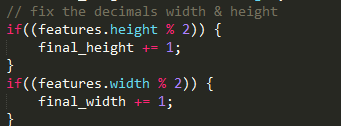 // fix the decimals width & height
if((features.height % 2)) {
    final_height += 1;
}
if((features.width % 2)) {
    final_width += 1;
}